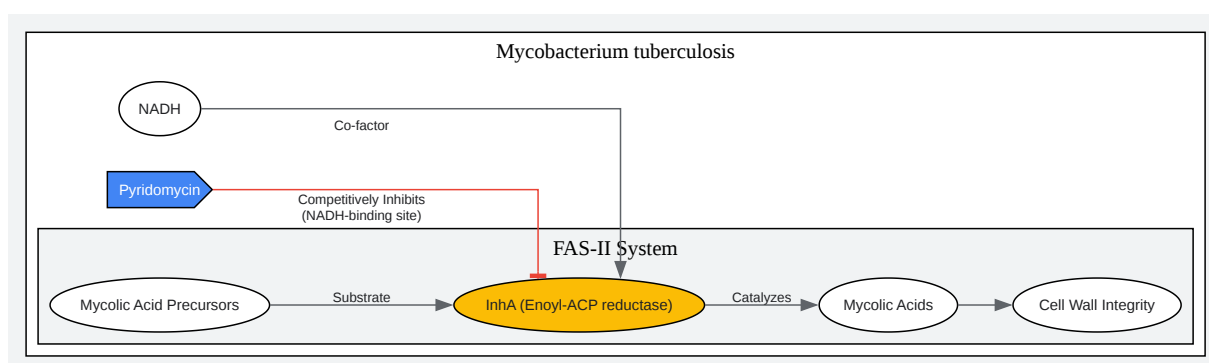 Mycobacterium tuberculosis
NADH
Co-factor
Pyridomycin
Competitively Inhibits
(NADH-binding site)
FAS-II System
Mycolic Acid Precursors
Substrate
InhA (Enoyl-ACP reductase)
Catalyzes
Mycolic Acids
Cell Wall Integrity